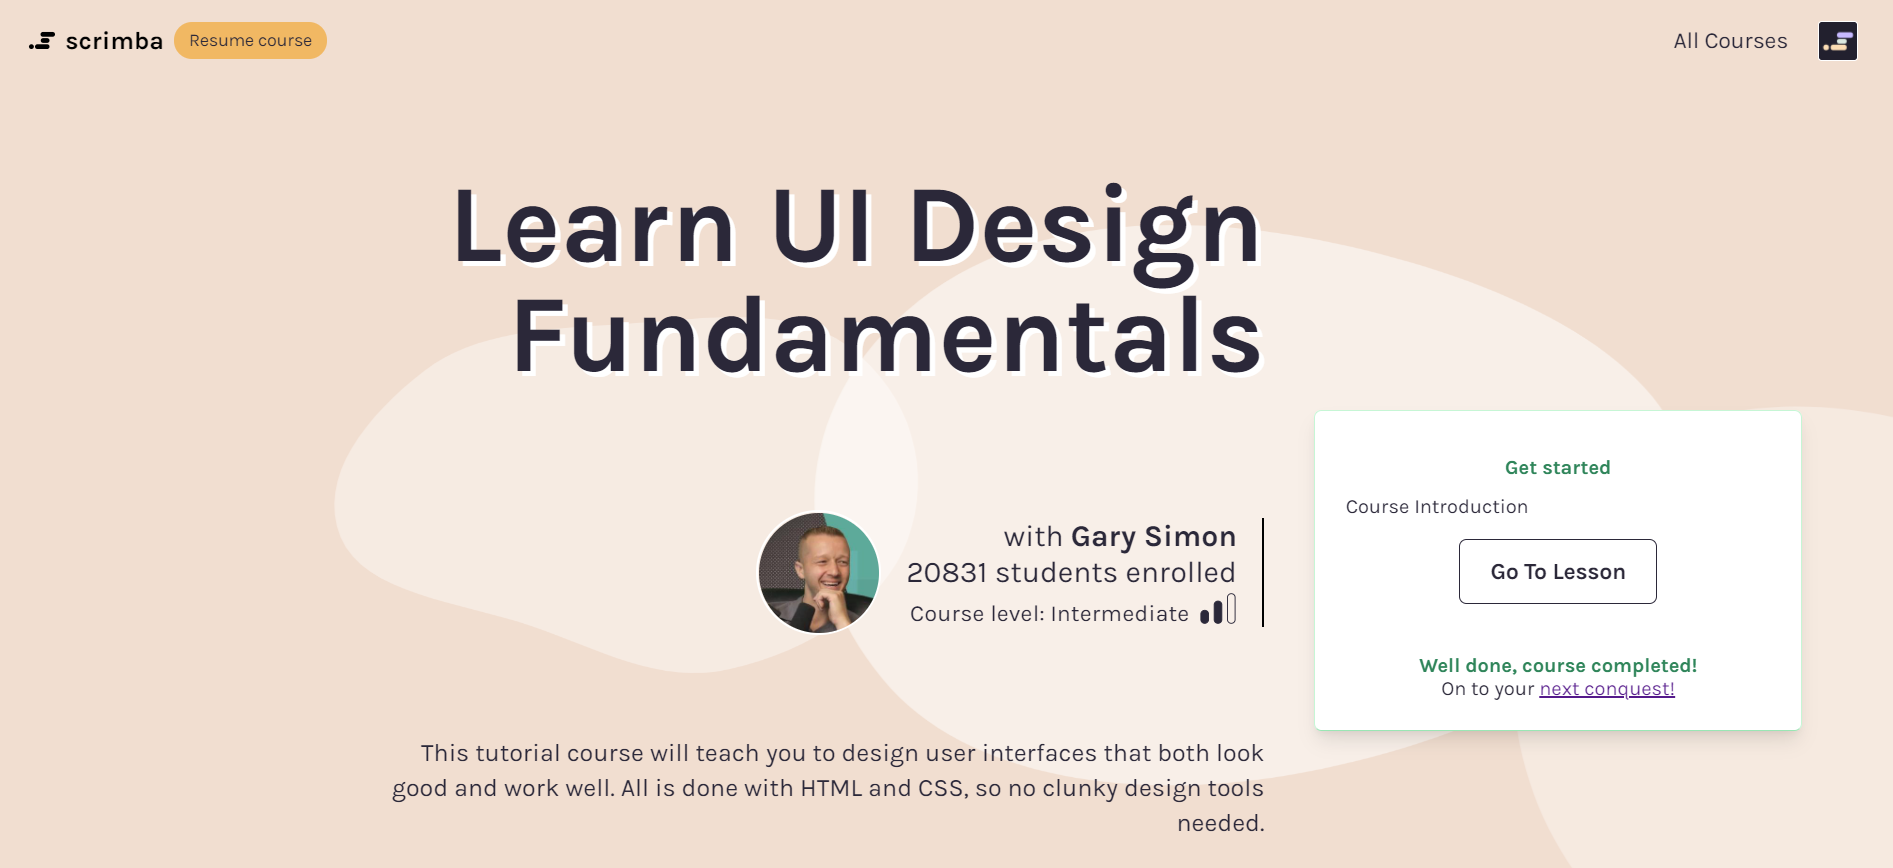 scrimba
Resume course
All Courses
Learn UI Design
Fundamentals
with Gary Simon
20831 students enrolled
Course level: Intermediate
This tutorial course will teach you to design user interfaces that both look
good and work well. All is done with HTML and CSS, so no clunky design tools
needed.
Get started
Course Introduction
Go To Lesson
Well done, course completed!
On to your next conquest!